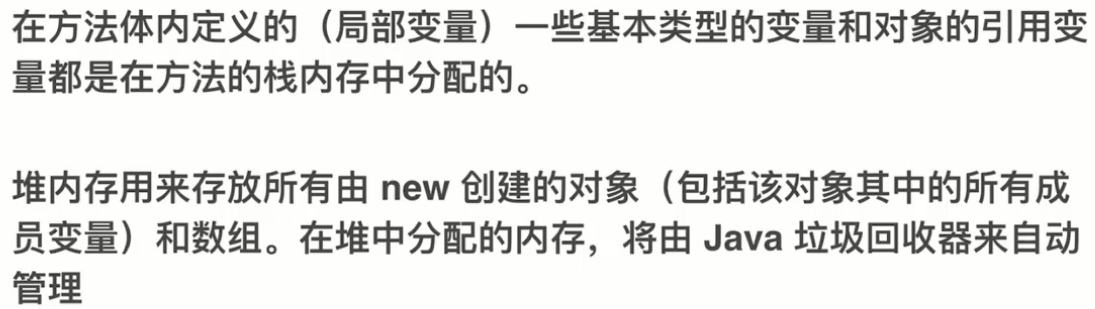 在方法体内定义的（局部变量）一些基本类型的变量和对象的引用变
量都是在方法的栈内存中分配的。
堆内存用来存放所有由 new 创建的对象（包括该对象其中的所有成
员变量）和数组。在堆中分配的内存，将由 Java 垃圾回收器来自动
管理